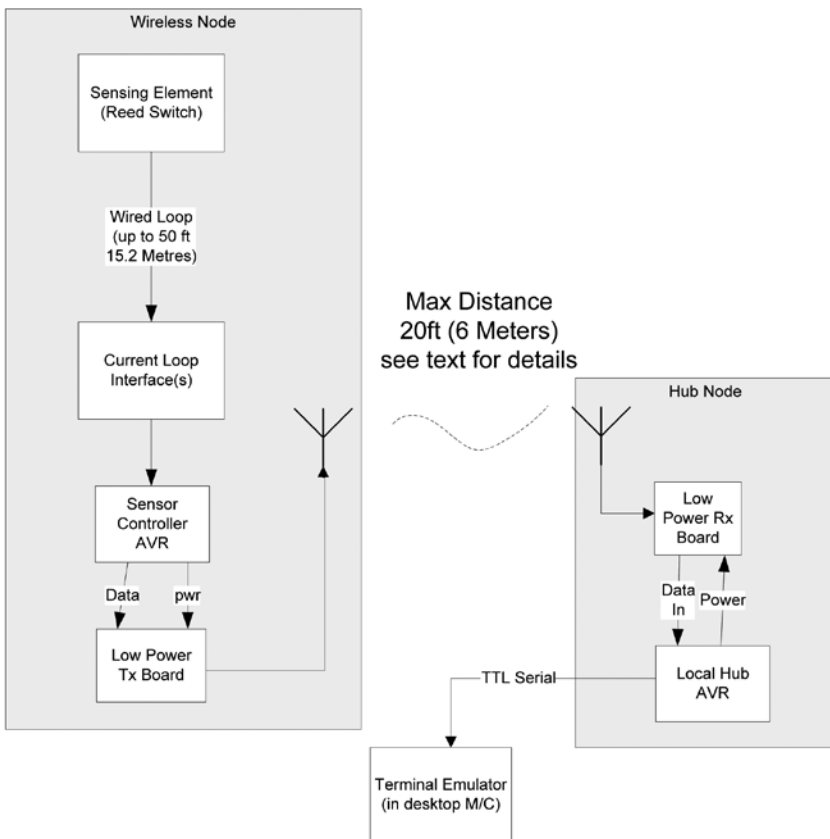 Wireless Node
Sensing Element
(Reed Switch)
Wired Loop
(up to 50 ft
15.2 Metres)
Current Loop
Interface(s)
Sensor
Controller
AVR
Data
pwr
Low Power
Tx Board
Max Distance
20ft (6 Meters)
see text for details
Hub Node
Low
Power Rx
Board
Data
In
Power
Local Hub
AVR
TTL Serial
Terminal Emulator
(in desktop M/C)